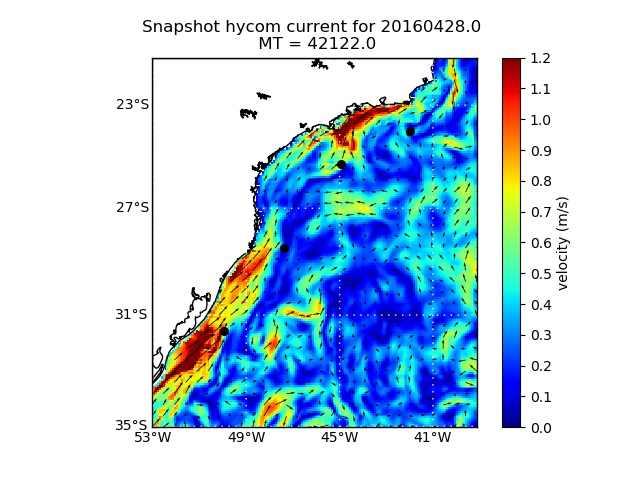 Snapshot hycom current for 20160428.0
MT = 42122.0
23°S
27°S
31°S
35°S
53°W 49°W 45°W 41°W
1.2
1.1
1.0
0.9
0.8
0.7
0.6
0.5
0.4
0.3
0.2
0.1
0.0
velocity (m/s)